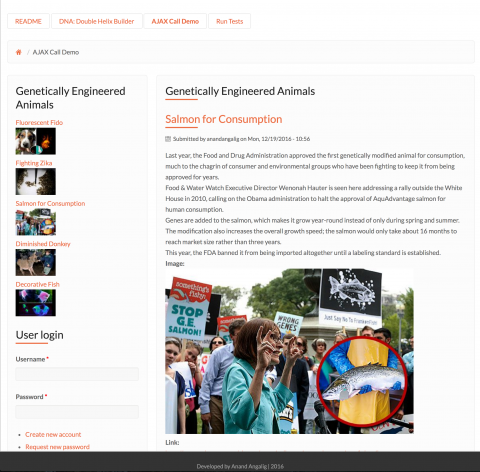 README
DNA: Double Helix Builder
AJAX Call Demo
Run Tests
/ AJAX Call Demo
Genetically Engineered
Animals
Fluorescent Fido
Fighting Zika
Salmon for Consumption
Diminished Donkey
Decorative Fish
User login
Username *
Password *
Create new account
Request new password
Genetically Engineered Animals
Salmon for Consumption
Submitted by anandangalig on Mon, 12/19/2016 - 10:56
Last year, the Food and Drug Administration approved the first genetically modified animal for consumption,
much to the chagrin of consumer and environmental groups who have been fighting to keep it from being
approved for years.
Food & Water Watch Executive Director Wenonah Hauter is seen here addressing a rally outside the White
House in 2010, calling on the Obama administration to halt the approval of AquAdvantage salmon for
human consumption.
Genes are added to the salmon, which makes it grow year-round instead of only during spring and summer.
The modification also increases the overall growth speed; the salmon would only take about 16 months to
reach market size rather than three years.
This year, the FDA banned it from being imported altogether until a labeling standard is established.
Image:
something's
fishy
STOP
G.E.
SALMON!
WRONG
GENES
Just Say No To Frankenfish
Link:
Developed by Anand Angalig | 2016